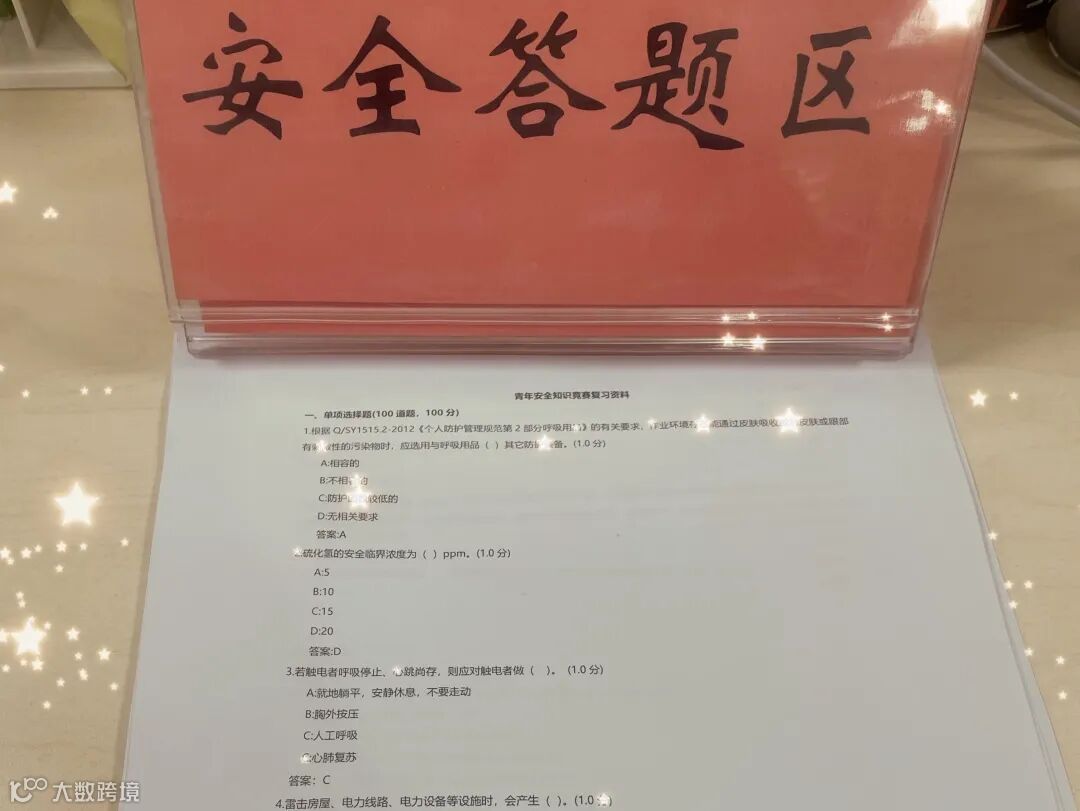 安全答题区
青年安全知识竞赛复习资料
一、单项选择题(100 道题，100 分)
1.根据 Q/SY1515.2-2012《个人防护管理规范第 2 部分呼吸用品》的有关要求，作业环境存 能通过皮肤吸收 皮肤或眼部
有刺激性的污染物时，应选用与呼吸用品（ ）其它防护装备。(1.0 分)
A:相容的
B:不相容的
C:防护 较低的
D:无相关要求
答案:A
2.硫化氢的安全临界浓度为（ ）ppm。(1.0 分)
A:5
B:10
C:15
D:20
答案:D
3.若触电者呼吸停止、心跳尚存，则应对触电者做（ ）。 (1.0 分)
A:就地躺平，安静休息，不要走动
B:胸外按压
C:人工呼吸
:心肺复苏
答案：C
4.雷击房屋、电力线路、电力设备等设施时，会产生（ ）。(1.0 分)
大数跨境